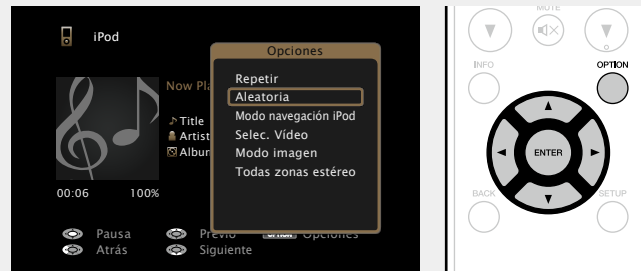 iPod
Opciones
Repetir
Aleatoria
Modo navegación iPod
Selec. Vídeo
Modo imagen
Todas zonas estéreo
Now Pla
Title
Artist
Albu
00:06 100%
Pausa
Previo
Opciones
Atrás
Siguiente
MUTE
INFO
OPTION
ENTER
BACK
SETUP